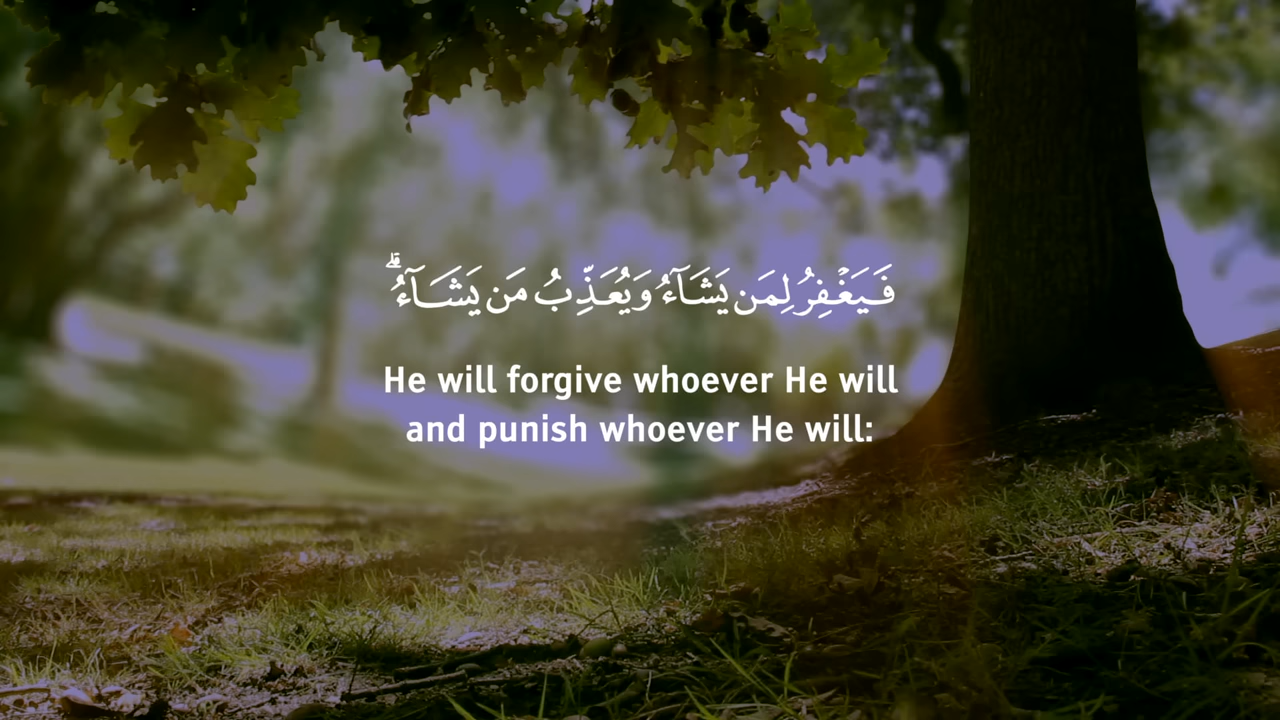 فَيَغْفِرُ لِمَن يَشَآءُ وَيُعَذِّبُ مَن يَشَآءُ ۗ
He will forgive whoever He will
and punish whoever He will: